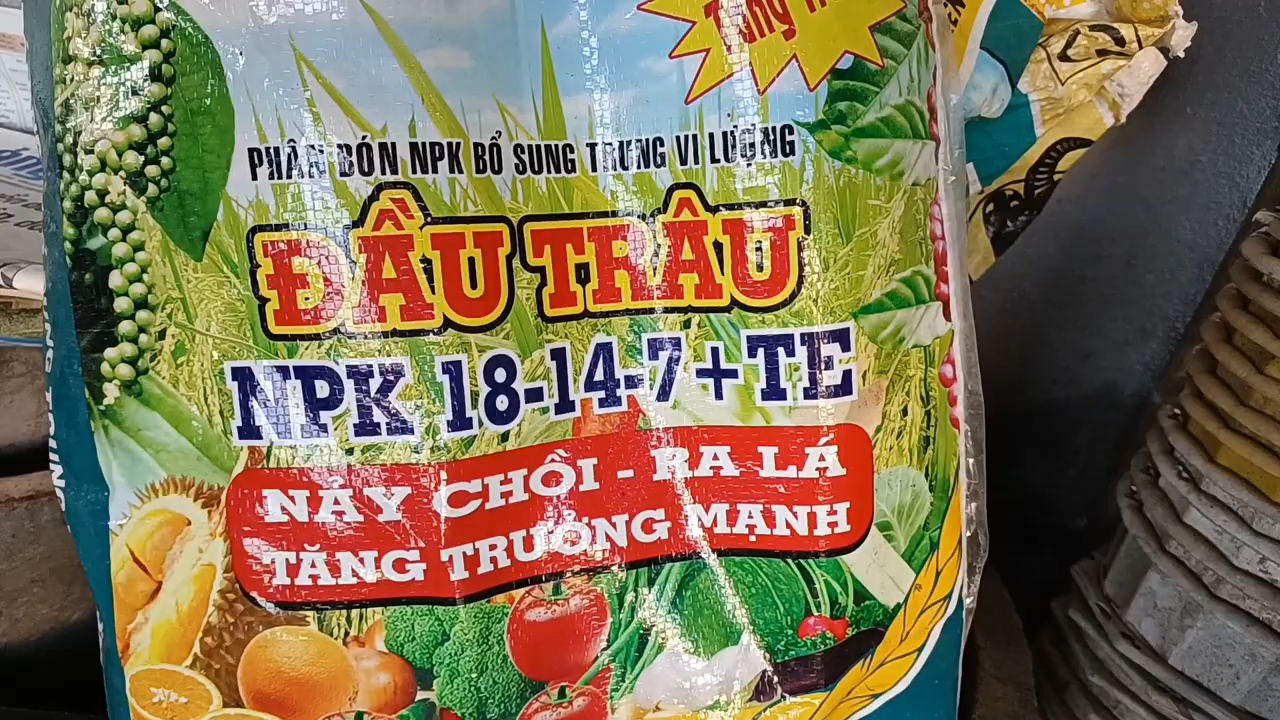 PHÂN BÓN NPK BỔ SUNG TRUNG VI LƯỢNG
ĐẦU TRÂU
NPK 18-14-7+TE
NẢY CHỒI - RA LÁ
TĂNG TRƯỞNG MẠNH